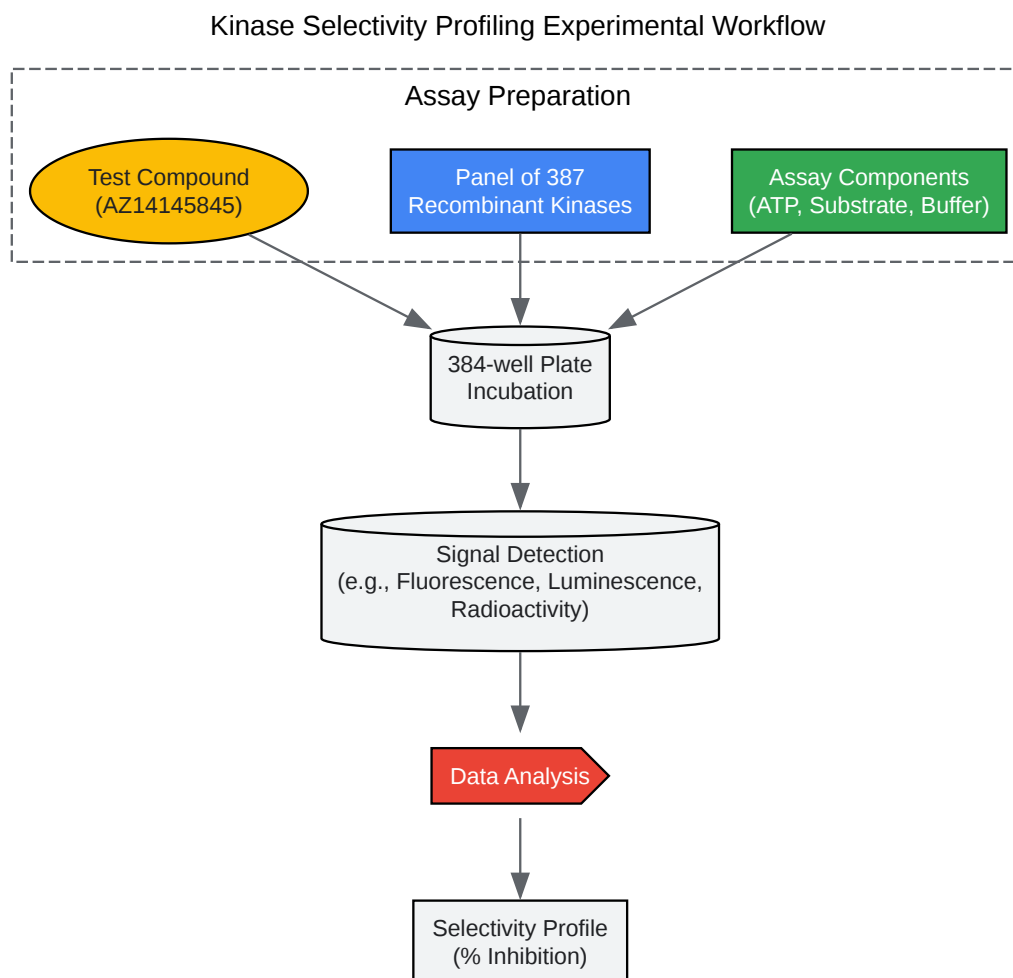 Kinase Selectivity Profiling Experimental Workflow
Assay Preparation
Test Compound
(AZ14145845)
Panel of 387
Recombinant Kinases
Assay Components
(ATP, Substrate, Buffer)
384-well Plate
Incubation
Signal Detection
(e.g., Fluorescence, Luminescence,
Radioactivity)
Data Analysis
Selectivity Profile
(% Inhibition)